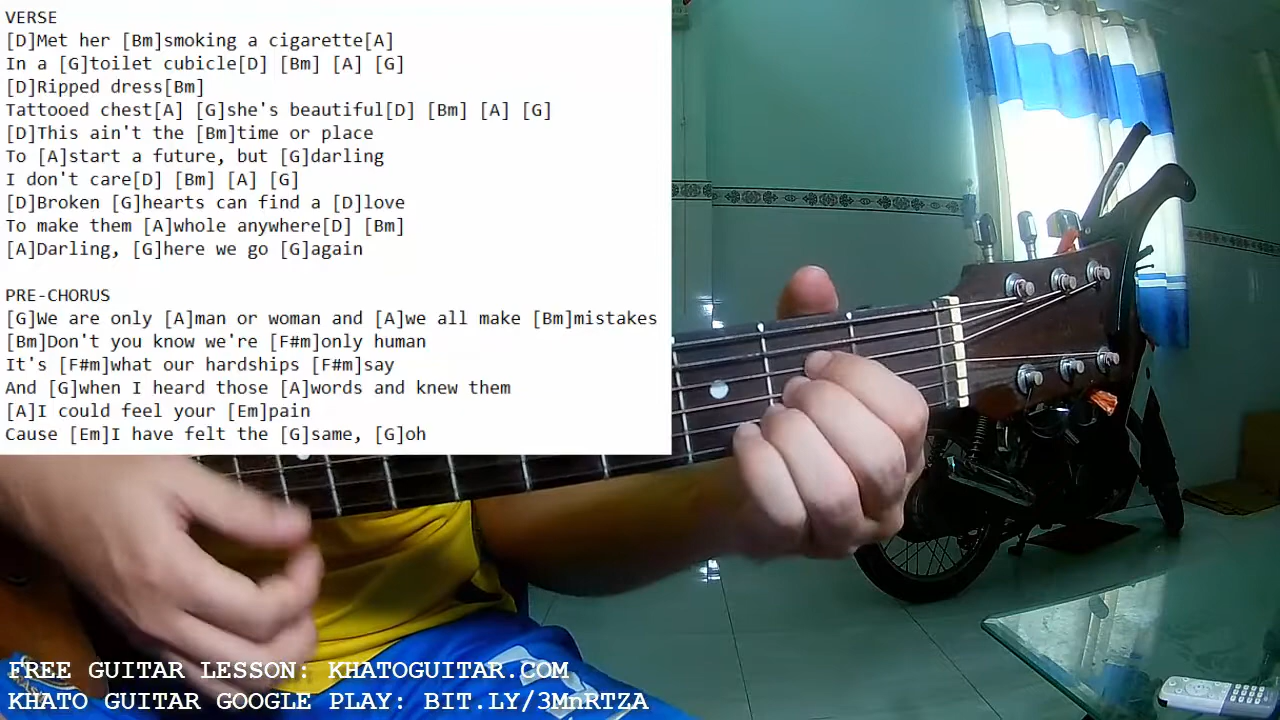 VERSE
[D]Met her [Bm]smoking a cigarette[A]
In a [G]toilet cubicle[D] [Bm] [A] [G]
[D]Ripped dress[Bm]
Tattooed chest[A] [G]she's beautiful[D] [Bm] [A] [G]
[D]This ain't the [Bm]time or place
To [A]start a future, but [G]darling
I don't care[D] [Bm] [A] [G]
[D]Broken [G]hearts can find a [D]love
To make them [A]whole anywhere[D] [Bm]
[A]Darling, [G]here we go [G]again

PRE-CHORUS
[G]We are only [A]man or woman and [A]we all make [Bm]mistakes
[Bm]Don't you know we're [F#m]only human
It's [F#m]what our hardships [F#m]say
And [G]when I heard those [A]words and knew them
[A]I could feel your [Em]pain
Cause [Em]I have felt the [G]same, [G]oh
FREE GUITAR LESSON: KHATOGUITAR.COM
KHATO GUITAR GOOGLE PLAY: BIT.LY/3MnRTZA